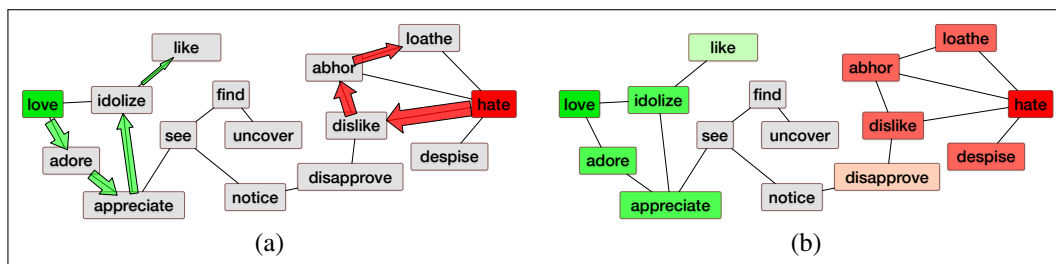 like
loathe
abhor
love
idolize
find
hate
see
uncover
dislike
adore
despise
disapprove
appreciate
notice
(a)
like
loathe
abhor
love
idolize
find
hate
see
uncover
dislike
adore
despise
disapprove
appreciate
notice
(b)